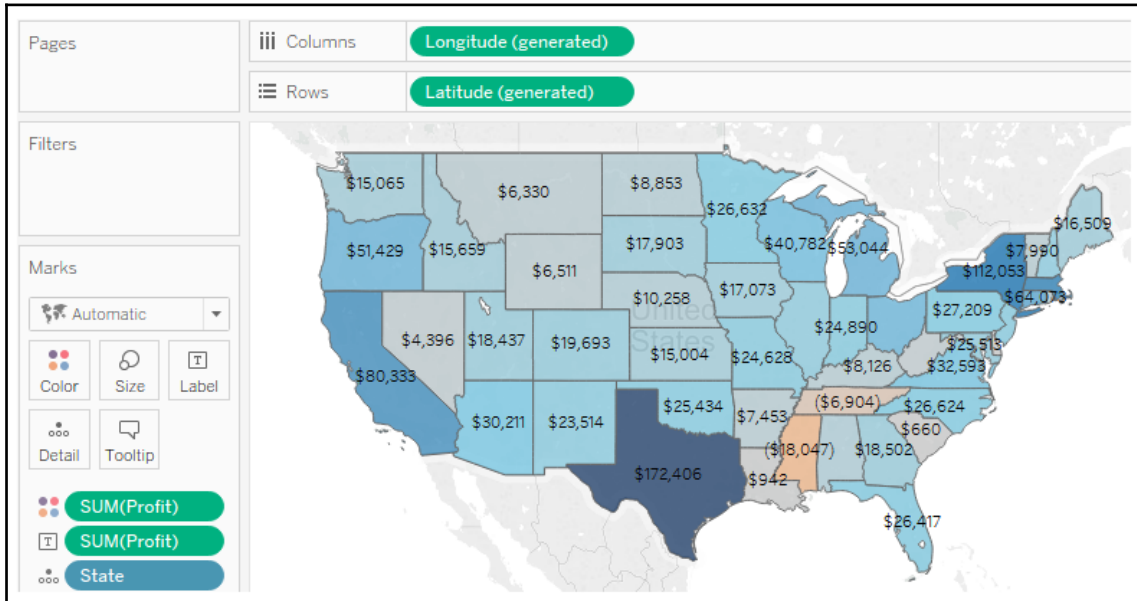 Pages
Columns
Longitude (generated)
Rows
Latitude (generated)
Filters
Marks
Automatic
Color
Size
T
Label
Detail
Tooltip
SUM(Profit)
T
SUM(Profit)
State
$15,065
$6,330
$8,853
$26,632
$16,509
$51,429
$15,659
$17,903
$40,782
$53,044
$7,990
$6,511
$112,053
$10,258
$17,073
$64,073
United
States
$27,209
$4,396
$18,437
$19,693
$15,004
$24,628
$24,890
$25,513
$80,333
$8,126
$32,593
$30,211
$23,514
$25,434
$7,453
($6,904)
$26,624
$660
$172,406
($18,047)
$18,502
$942
$26,417